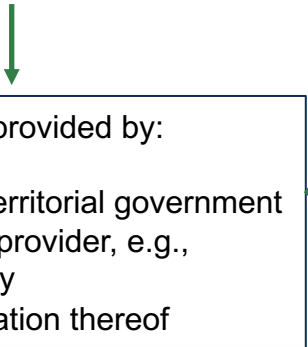 provided by:
erritorial government
provider, e.g.,
y
ation thereof